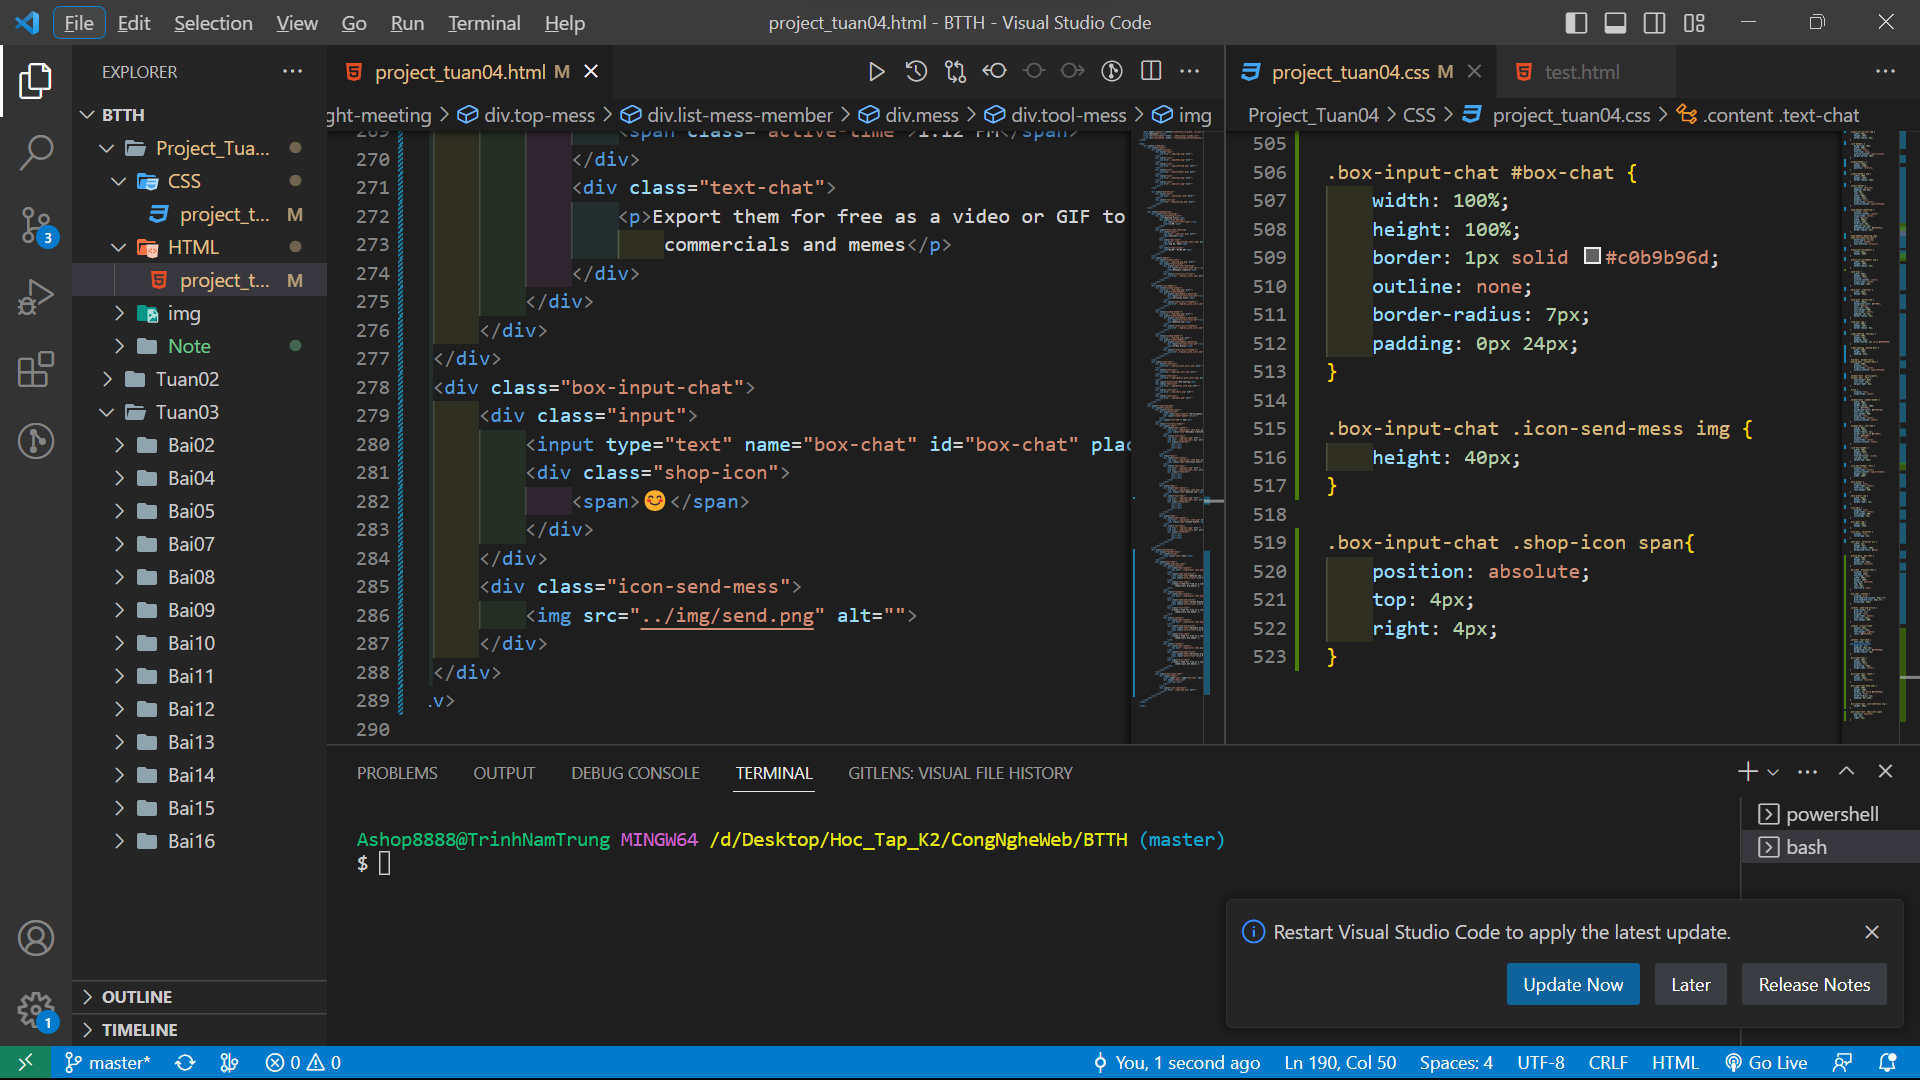 File Edit Selection View Go Run Terminal Help
project_tuan04.html - BTTH - Visual Studio Code
EXPLORER
BTTH
Project_Tua...
CSS
project_t... M
HTML
project_t... M
img
Note
Tuan02
Tuan03
Bai02
Bai04
Bai05
Bai07
Bai08
Bai09
Bai10
Bai11
Bai12
Bai13
Bai14
Bai15
Bai16
OUTLINE
TIMELINE
3
1
project_tuan04.html M
ght-meeting > div.top-mess > div.list-mess-member > div.mess > div.tool-mess > img
269 <span class="active-time">1:12 PM</span>
270 </div>
271 <div class="text-chat">
272 <p>Export them for free as a video or GIF to
273 commercials and memes</p>
274 </div>
275 </div>
276 </div>
277 </div>
278 <div class="box-input-chat">
279 <div class="input">
280 <input type="text" name="box-chat" id="box-chat" plac
281 <div class="shop-icon">
282 <span>😊</span>
283 </div>
284 </div>
285 <div class="icon-send-mess">
286 <img src="../img/send.png" alt="">
287 </div>
288 </div>
289 .v>
290
project_tuan04.css M
test.html
Project_Tuan04 > CSS > project_tuan04.css > .content .text-chat
505
506 .box-input-chat #box-chat {
507 width: 100%;
508 height: 100%;
509 border: 1px solid #c0b9b96d;
510 outline: none;
511 border-radius: 7px;
512 padding: 0px 24px;
513 }
514
515 .box-input-chat .icon-send-mess img {
516 height: 40px;
517 }
518
519 .box-input-chat .shop-icon span{
520 position: absolute;
521 top: 4px;
522 right: 4px;
523 }
PROBLEMS OUTPUT DEBUG CONSOLE TERMINAL GITLENS: VISUAL FILE HISTORY
Ashop8888@TrinhNamTrung MINGW64 /d/Desktop/Hoc_Tap_K2/CongNgheWeb/BTTH (master)
$
powershell
bash
Restart Visual Studio Code to apply the latest update.
Update Now Later Release Notes
master* 0 0 You, 1 second ago Ln 190, Col 50 Spaces: 4 UTF-8 CRLF HTML Go Live